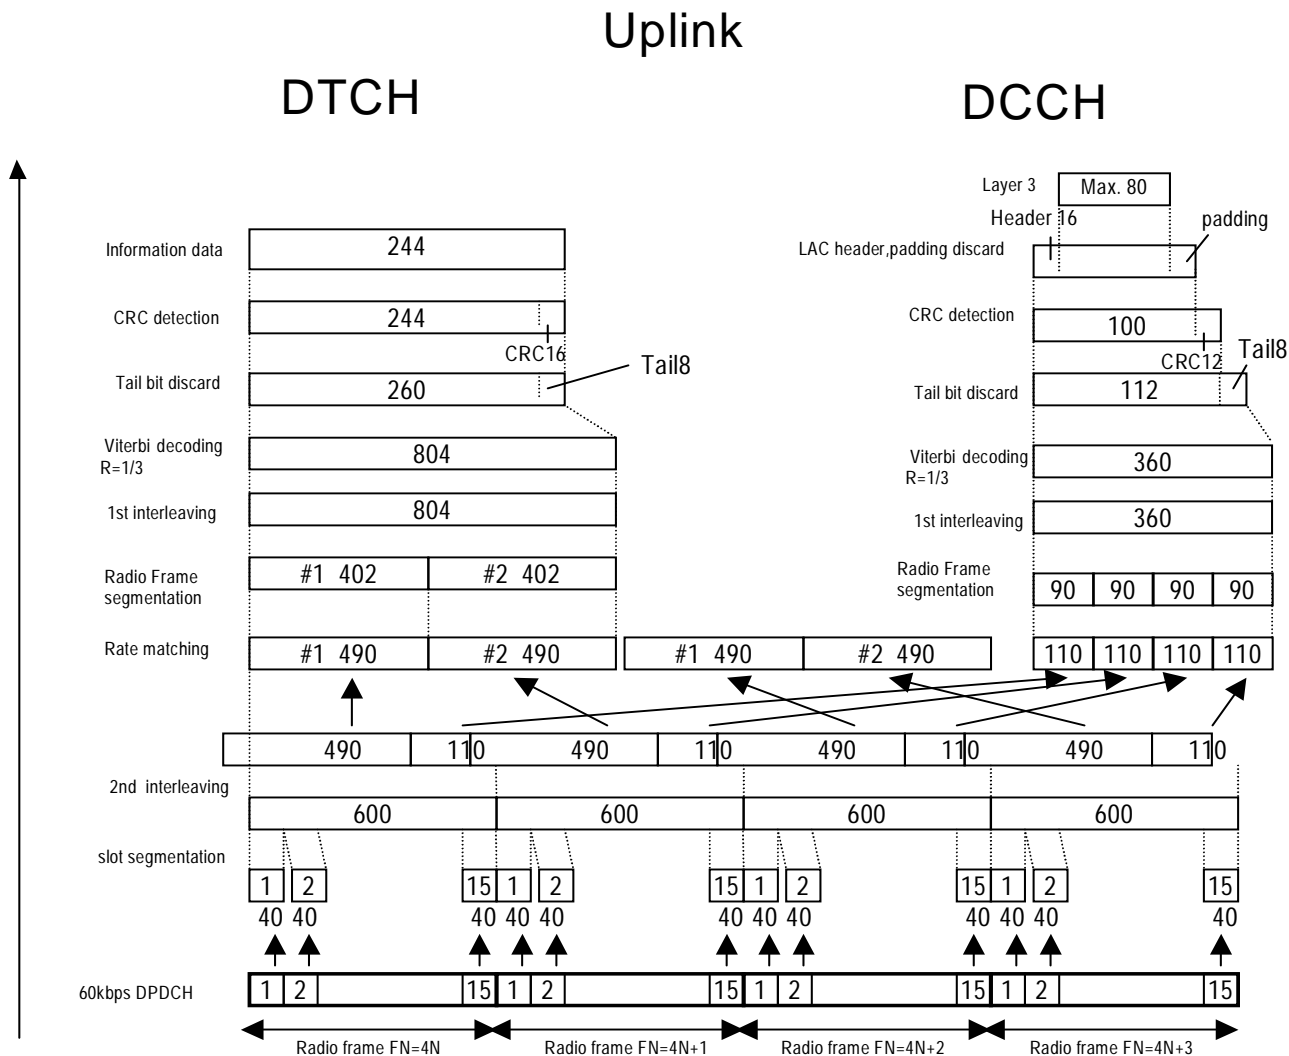 Uplink
DTCH
DCCH
Layer 3
Max. 80
Header 16
padding
Information data
244
LAC header,padding discard
CRC detection
244
CRC16
CRC detection
100
CRC12
Tail8
Tail8
Tail bit discard
260
Tail bit discard
112
Viterbi decoding
R=1/3
804
Viterbi decoding
R=1/3
360
1st interleaving
804
1st interleaving
360
Radio Frame
segmentation
#1 402
#2 402
Radio Frame
segmentation
90 90 90 90
Rate matching
#1 490
#2 490
#1 490
#2 490
110 110 110 110
490 110 490 110 490 110 490 110
2nd interleaving
600 600 600 600
slot segmentation
1 2 15 1 2 15 1 2 15 1 2 15
40 40 40 40 40 40 40 40 40 40 40 40
60kbps DPDCH
1 2 15 1 2 15 1 2 15 1 2 15
Radio frame FN=4N
Radio frame FN=4N+1
Radio frame FN=4N+2
Radio frame FN=4N+3